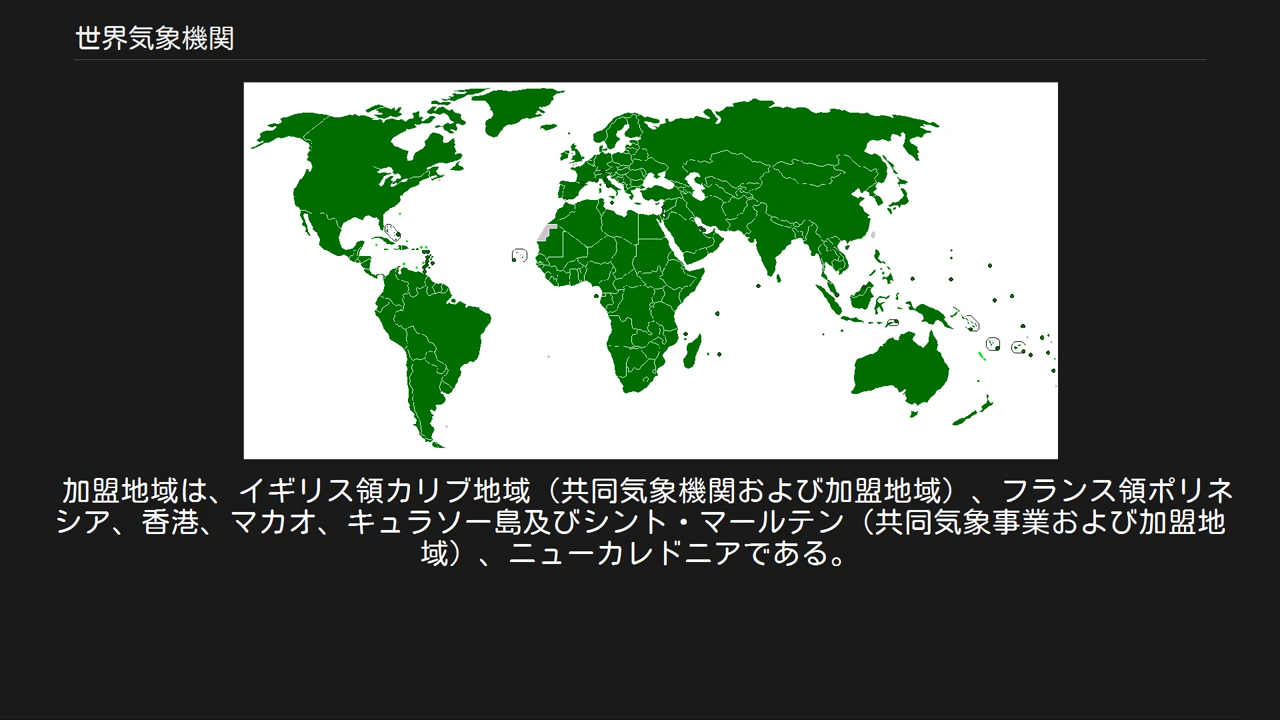 世界気象機関
加盟地域は、イギリス領カリブ地域（共同気象機関および加盟地域）、フランス領ポリネ
シア、香港、マカオ、キュラソー島及びシント・マールテン（共同気象事業および加盟地
域）、ニューカレドニアである。